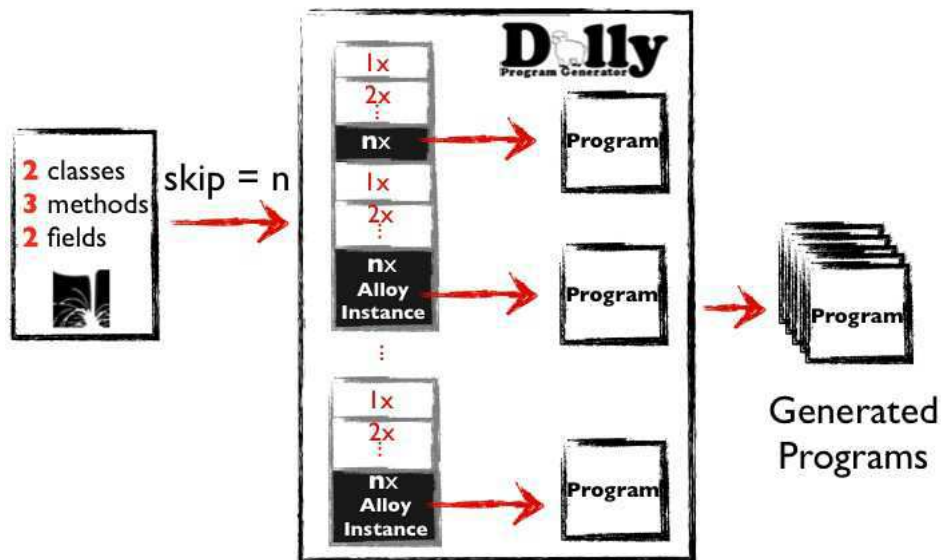 2 classes
3 methods
2 fields
skip = n
Dolly
Program Generator
1x
2x
nx
1x
2x
nx
Alloy
Instance
1x
2x
nx
Alloy
Instance
Program
Program
Program
Program
Generated
Programs